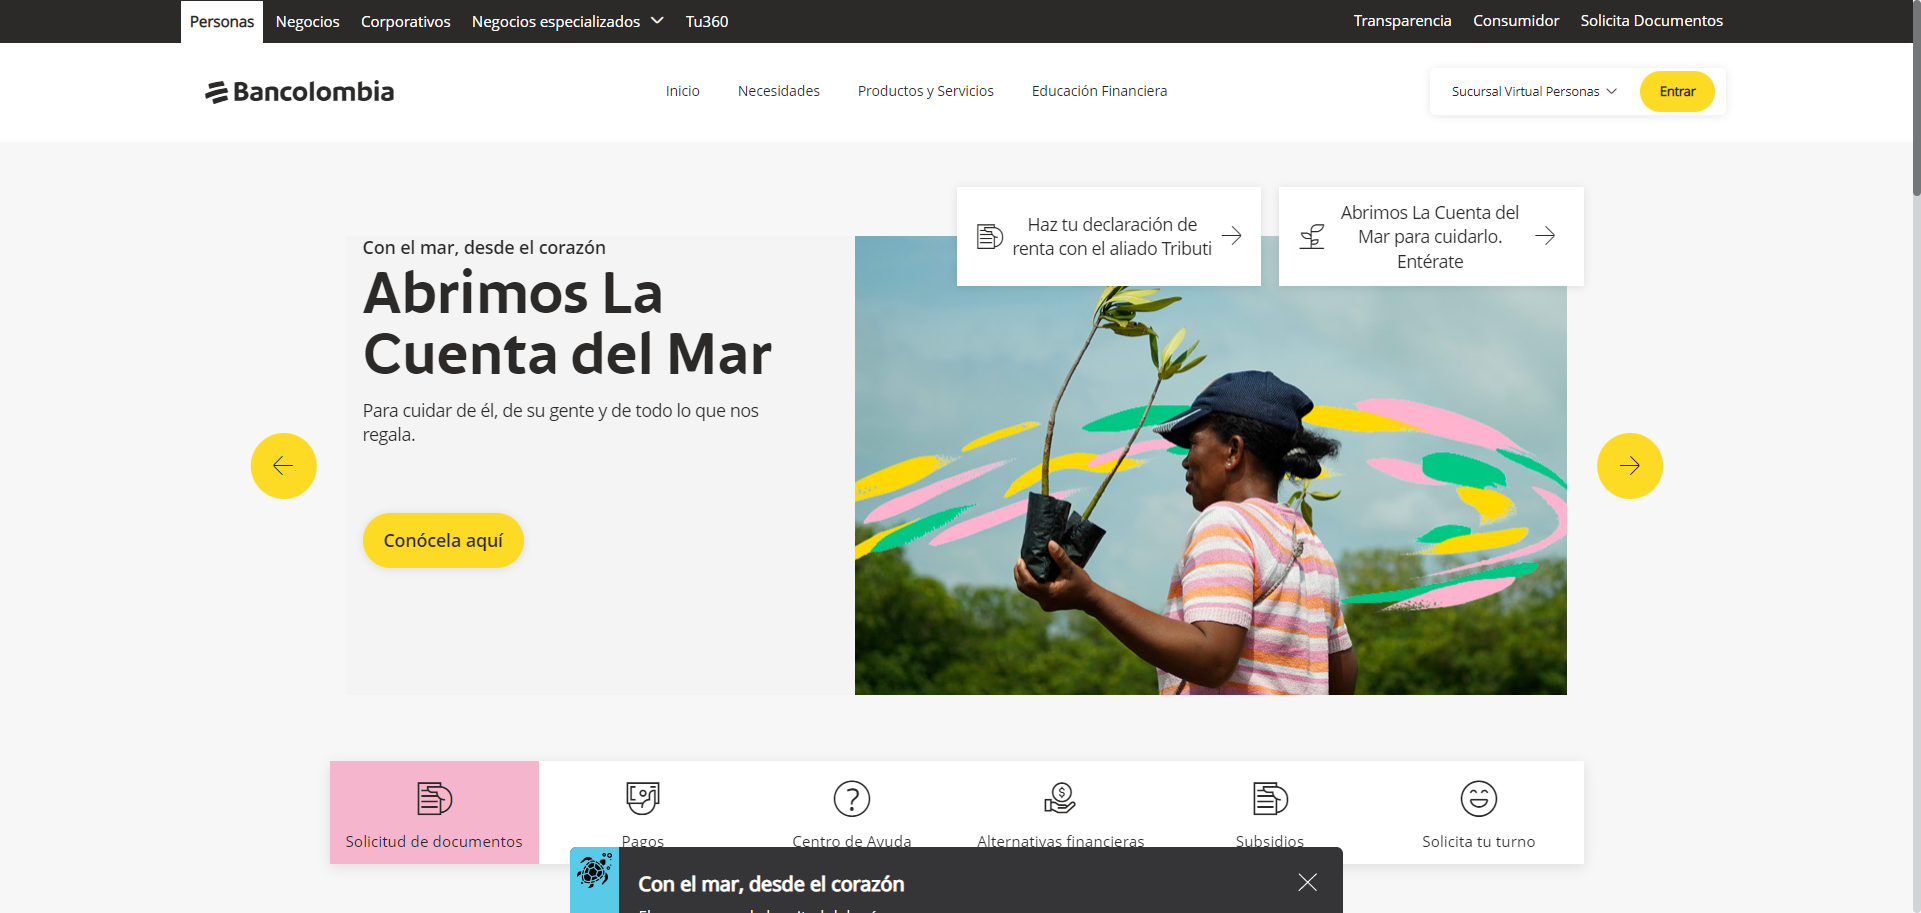 Personas Negocios Corporativos Negocios especializados Tu360 Transparencia Consumidor Solicita Documentos
Bancolombia Inicio Necesidades Productos y Servicios Educación Financiera Sucursal Virtual Personas Entrar
Haz tu declaración de
renta con el aliado Tributi
Abrimos La Cuenta del
Mar para cuidarlo.
Entérate
Con el mar, desde el corazón
Abrimos La
Cuenta del Mar
Para cuidar de él, de su gente y de todo lo que nos
regala.
Conócela aquí
Solicitud de documentos Pagos Centro de Ayuda Alternativas financieras Subsidios Solicita tu turno
Con el mar, desde el corazón